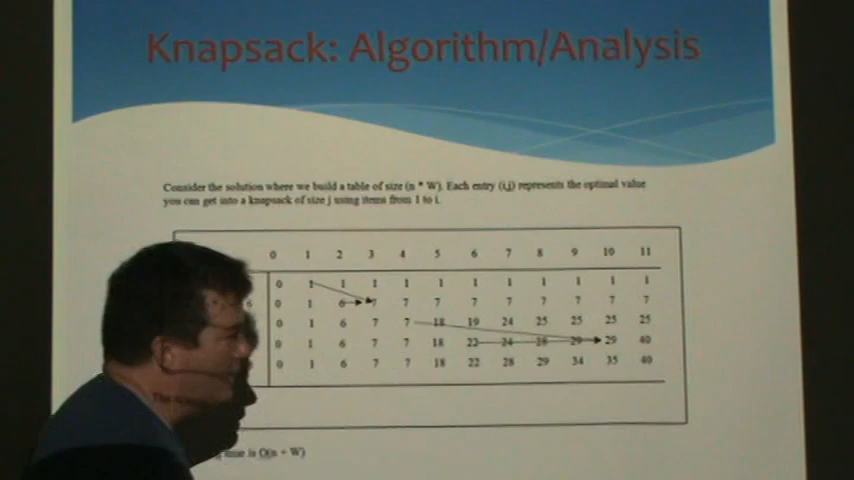 Knapsack: Algorithm/Analysis
Consider the solution where we build a table of size (n * W). Each entry (i,j) represents the optimal value
you can get into a knapsack of size j using items from 1 to i.
0 1 2 3 4 5 6 7 8 9 10 11
0 1 1 1 1 1 1 1 1 1 1 1
6 0 1 6 7 7 7 7 7 7 7 7 7
0 1 6 7 7 18 19 24 25 25 25 25
0 1 6 7 7 18 22 24 28 29 29 40
0 1 6 7 7 18 22 28 29 34 35 40
The
time is O(n * W)